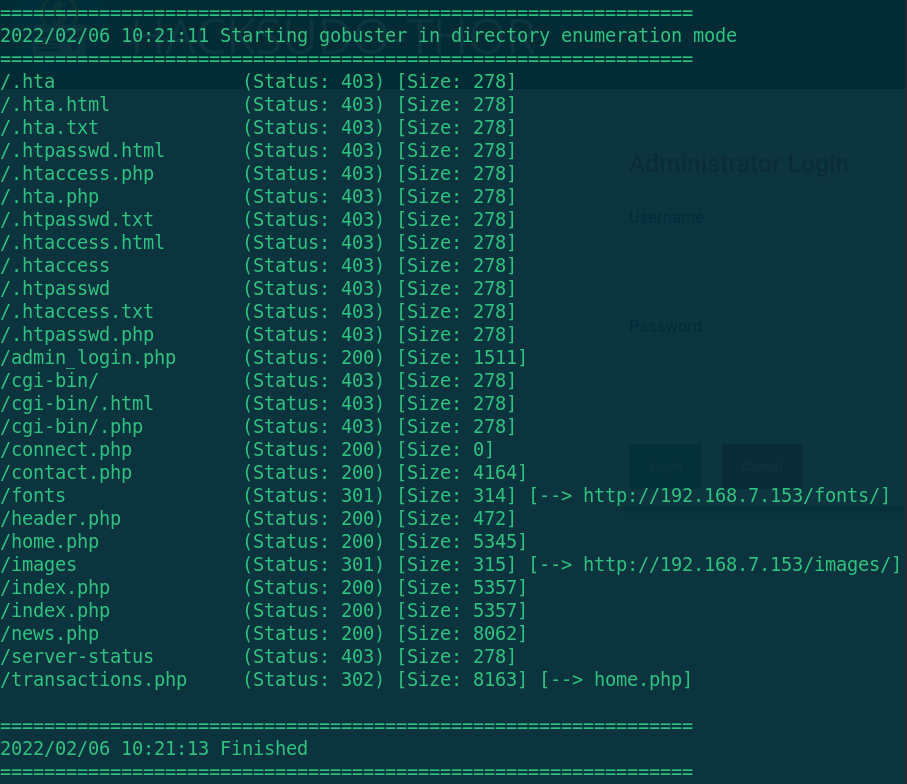 HACKSUDO THOR
===============================================================
2022/02/06 10:21:11 Starting gobuster in directory enumeration mode
===============================================================
/.hta                 (Status: 403) [Size: 278]
/.hta.html            (Status: 403) [Size: 278]
/.hta.txt             (Status: 403) [Size: 278]
/.htpasswd.html       (Status: 403) [Size: 278]
/.htaccess.php        (Status: 403) [Size: 278]
/.hta.php             (Status: 403) [Size: 278]
/.htpasswd.txt        (Status: 403) [Size: 278]
/.htaccess.html       (Status: 403) [Size: 278]
/.htaccess            (Status: 403) [Size: 278]
/.htpasswd            (Status: 403) [Size: 278]
/.htaccess.txt        (Status: 403) [Size: 278]
/.htpasswd.php        (Status: 403) [Size: 278]
/admin_login.php      (Status: 200) [Size: 1511]
/cgi-bin/             (Status: 403) [Size: 278]
/cgi-bin/.html        (Status: 403) [Size: 278]
/cgi-bin/.php         (Status: 403) [Size: 278]
/connect.php          (Status: 200) [Size: 0]
/contact.php          (Status: 200) [Size: 4164]
/fonts                (Status: 301) [Size: 314] [--> http://192.168.7.153/fonts/]
/header.php           (Status: 200) [Size: 472]
/home.php             (Status: 200) [Size: 5345]
/images               (Status: 301) [Size: 315] [--> http://192.168.7.153/images/]
/index.php            (Status: 200) [Size: 5357]
/index.php            (Status: 200) [Size: 5357]
/news.php             (Status: 200) [Size: 8062]
/server-status        (Status: 403) [Size: 278]
/transactions.php     (Status: 302) [Size: 8163] [--> home.php]
===============================================================
2022/02/06 10:21:13 Finished
===============================================================
Administrator Login
Username
Password
Login
Cancel